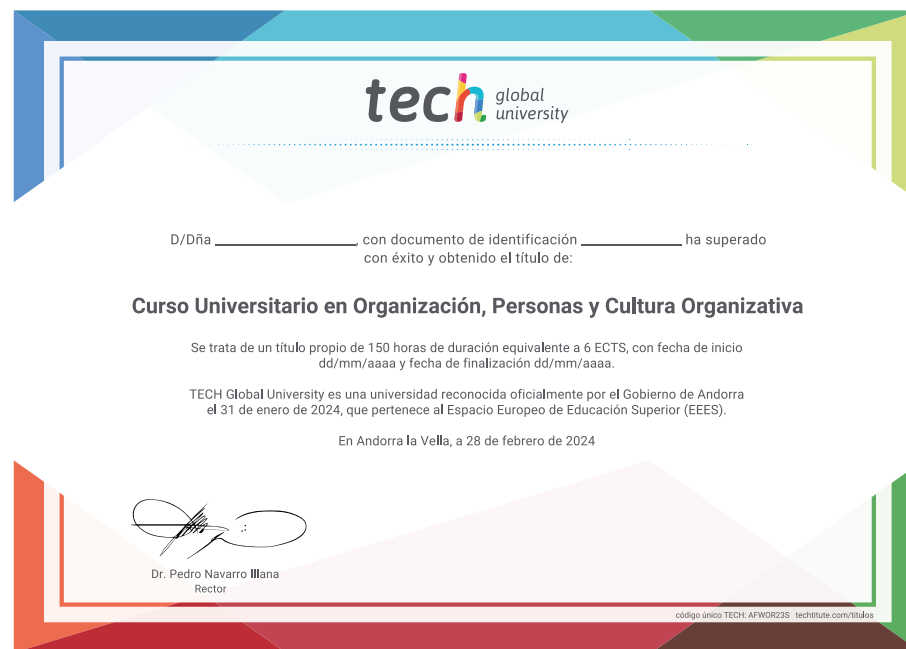 tech global university
D/Dña ____________________, con documento de identificación ______________ ha superado
con éxito y obtenido el título de:
Curso Universitario en Organización, Personas y Cultura Organizativa
Se trata de un título propio de 150 horas de duración equivalente a 6 ECTS, con fecha de inicio
dd/mm/aaaa y fecha de finalización dd/mm/aaaa.
TECH Global University es una universidad reconocida oficialmente por el Gobierno de Andorra
el 31 de enero de 2024, que pertenece al Espacio Europeo de Educación Superior (EEES).
En Andorra la Vella, a 28 de febrero de 2024
Dr. Pedro Navarro Illana
Rector
código único TECH: AFWOR23S techtitute.com/titulos